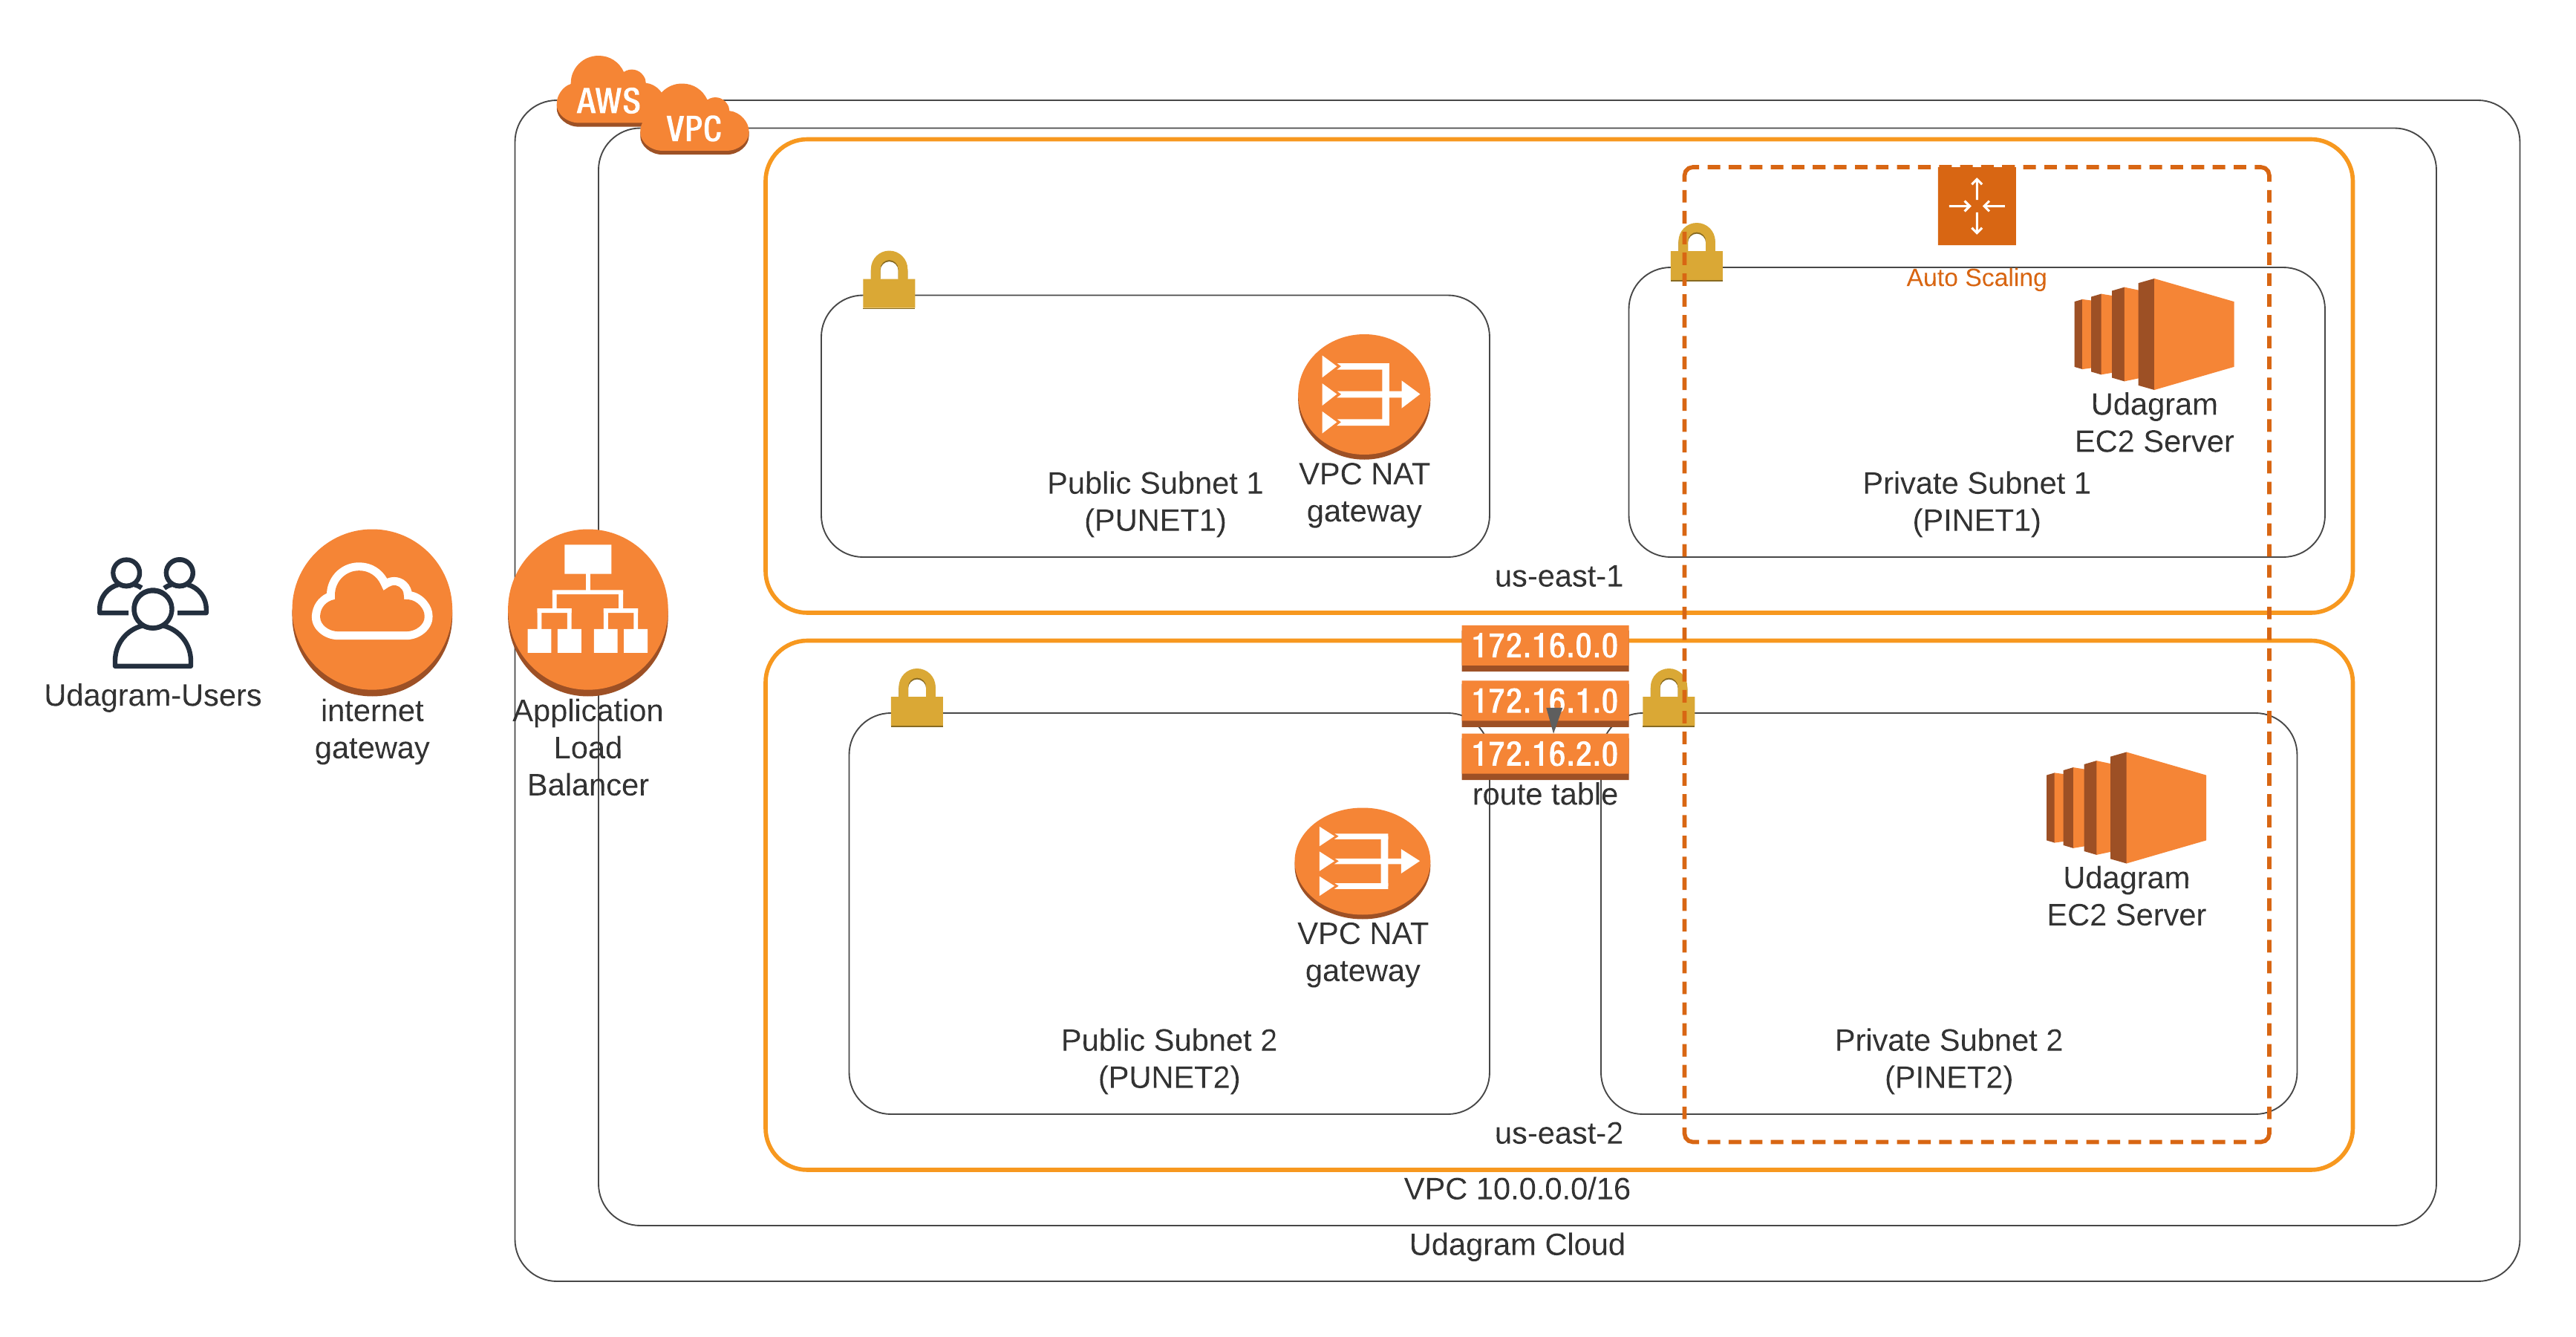 AWS
VPC
Auto Scaling
Udagram
EC2 Server
Public Subnet 1
(PUNET1)
VPC NAT
gateway
Private Subnet 1
(PINET1)
us-east-1
Udagram-Users
internet
gateway
Application
Load
Balancer
172.16.0.0
172.16.1.0
172.16.2.0
route table
Udagram
EC2 Server
VPC NAT
gateway
Public Subnet 2
(PUNET2)
Private Subnet 2
(PINET2)
us-east-2
VPC 10.0.0.0/16
Udagram Cloud